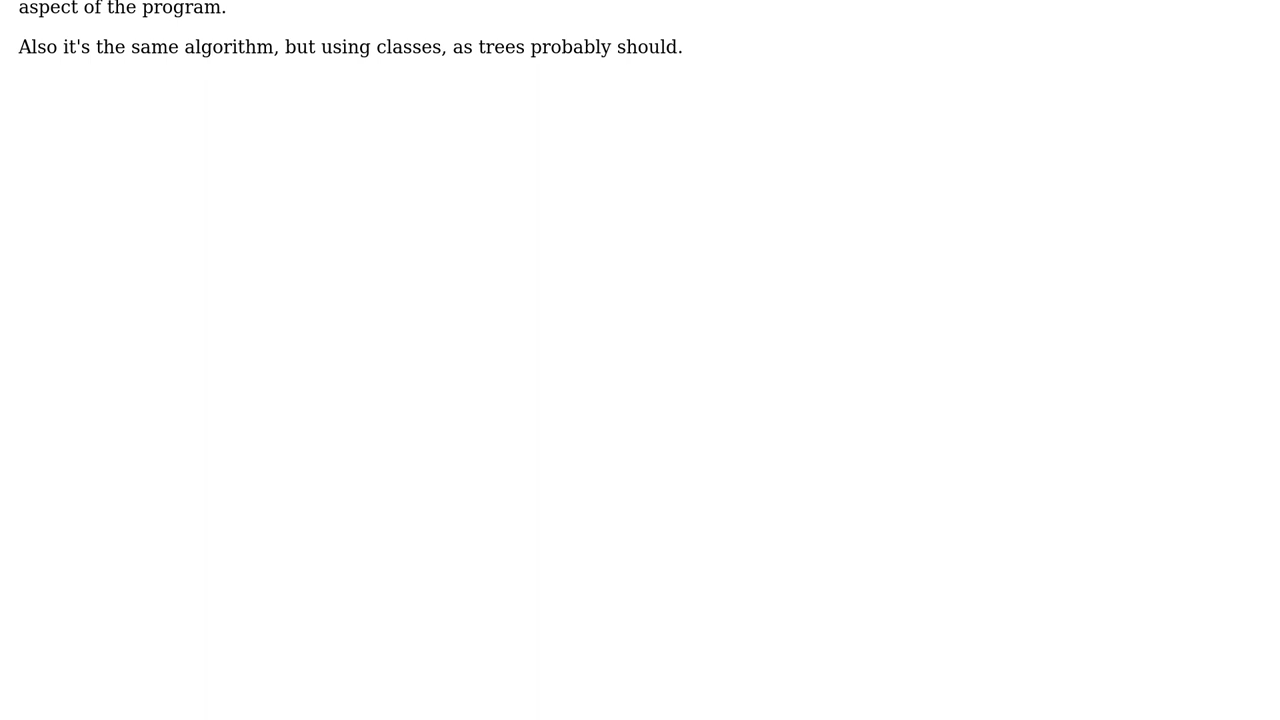 aspect of the program.
Also it's the same algorithm, but using classes, as trees probably should.